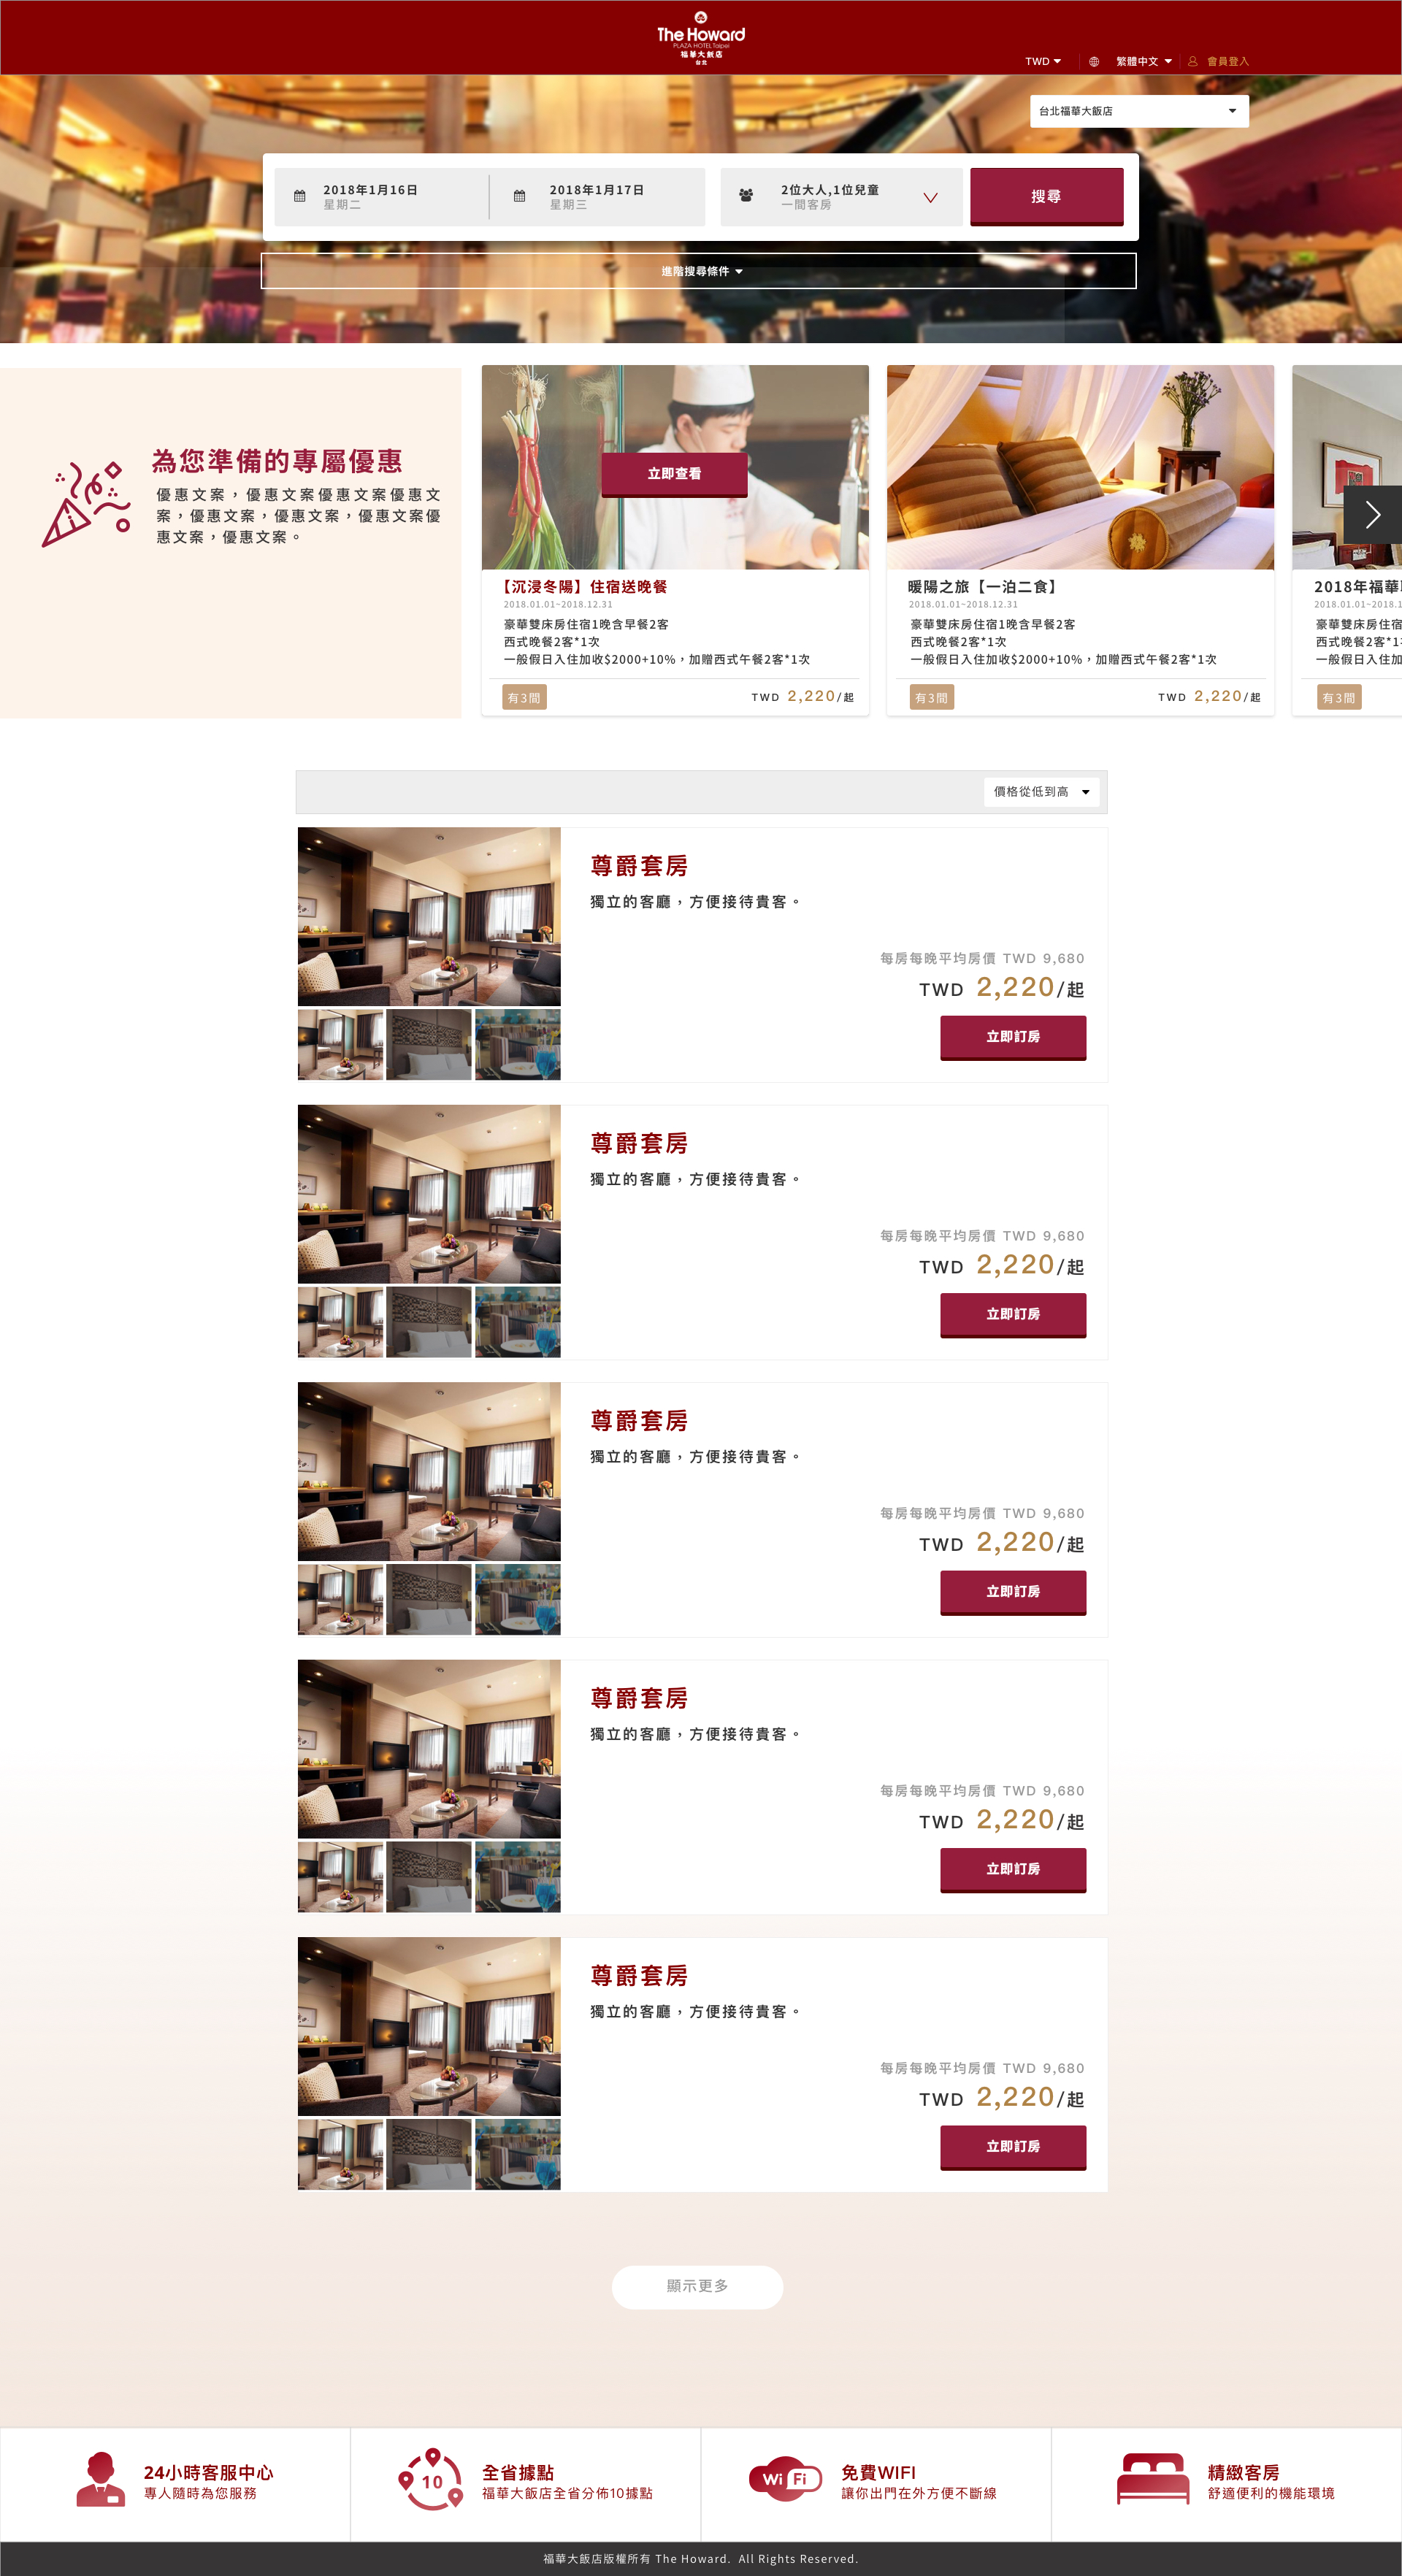 The Howard
PLAZA HOTEL Taipei
福華大飯店
台北
TWD
繁體中文
會員登入
台北福華大飯店
2018年1月16日
星期二
2018年1月17日
星期三
2位大人,1位兒童
一間客房
搜尋
進階搜尋條件
為您準備的專屬優惠
優惠文案，優惠文案優惠文案優惠文
案，優惠文案，優惠文案，優惠文案優
惠文案，優惠文案。
立即查看
【沉浸冬陽】住宿送晚餐
2018.01.01~2018.12.31
豪華雙床房住宿1晚含早餐2客
西式晚餐2客*1次
一般假日入住加收$2000+10%，加贈西式午餐2客*1次
有3間
TWD 2,220/起
暖陽之旅【一泊二食】
2018.01.01~2018.12.31
豪華雙床房住宿1晚含早餐2客
西式晚餐2客*1次
一般假日入住加收$2000+10%，加贈西式午餐2客*1次
有3間
TWD 2,220/起
2018年福華
2018.01.01~2018.1
豪華雙床房住宿
西式晚餐2客*1
一般假日入住加
有3間
價格從低到高
尊爵套房
獨立的客廳，方便接待貴客。
每房每晚平均房價 TWD 9,680
TWD 2,220/起
立即訂房
尊爵套房
獨立的客廳，方便接待貴客。
每房每晚平均房價 TWD 9,680
TWD 2,220/起
立即訂房
尊爵套房
獨立的客廳，方便接待貴客。
每房每晚平均房價 TWD 9,680
TWD 2,220/起
立即訂房
尊爵套房
獨立的客廳，方便接待貴客。
每房每晚平均房價 TWD 9,680
TWD 2,220/起
立即訂房
尊爵套房
獨立的客廳，方便接待貴客。
每房每晚平均房價 TWD 9,680
TWD 2,220/起
立即訂房
顯示更多
24小時客服中心
專人隨時為您服務
10
全省據點
福華大飯店全省分佈10據點
Wi Fi
免費WIFI
讓你出門在外方便不斷線
精緻客房
舒適便利的機能環境
福華大飯店版權所有 The Howard. All Rights Reserved.